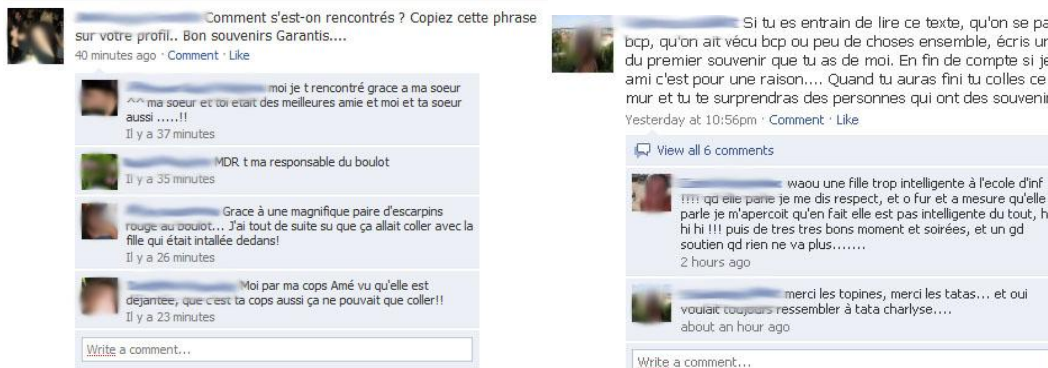 Comment s'est-on rencontrés ? Copiez cette phrase
sur votre profil.. Bon souvenirs Garantis....
40 minutes ago · Comment · Like
moi je t rencontré grace a ma soeur
^^ ma soeur et toi etait des meilleures amie et moi et ta soeur
aussi .....!!
Il y a 37 minutes
MDR t ma responsable du boulot
Il y a 35 minutes
Grace à une magnifique paire d'escarpins
rouge au boulot... J'ai tout de suite su que ça allait coller avec la
fille qui était intallée dedans!
Il y a 26 minutes
Moi par ma cops Amé vu qu'elle est
déjantée, que c'est ta cops aussi ça ne pouvait que coller!!
Il y a 23 minutes
Write a comment...
Si tu es entrain de lire ce texte, qu'on se pa
bcp, qu'on ait vécu bcp ou peu de choses ensemble, écris un
du premier souvenir que tu as de moi. En fin de compte si je
ami c'est pour une raison.... Quand tu auras fini tu colles ce
mur et tu te surprendras des personnes qui ont des souvenir
Yesterday at 10:56pm · Comment · Like
View all 6 comments
waou une fille trop intelligente à l'ecole d'inf
!!!! qd elle parle je me dis respect, et o fur et a mesure qu'elle
parle je m'apercoit qu'en fait elle est pas intelligente du tout, h
hi hi !!! puis de tres tres bons moment et soirées, et un gd
soutien qd rien ne va plus.......
2 hours ago
merci les topines, merci les tatas... et oui
voulait toujours ressembler à tata charlyse....
about an hour ago
Write a comment...